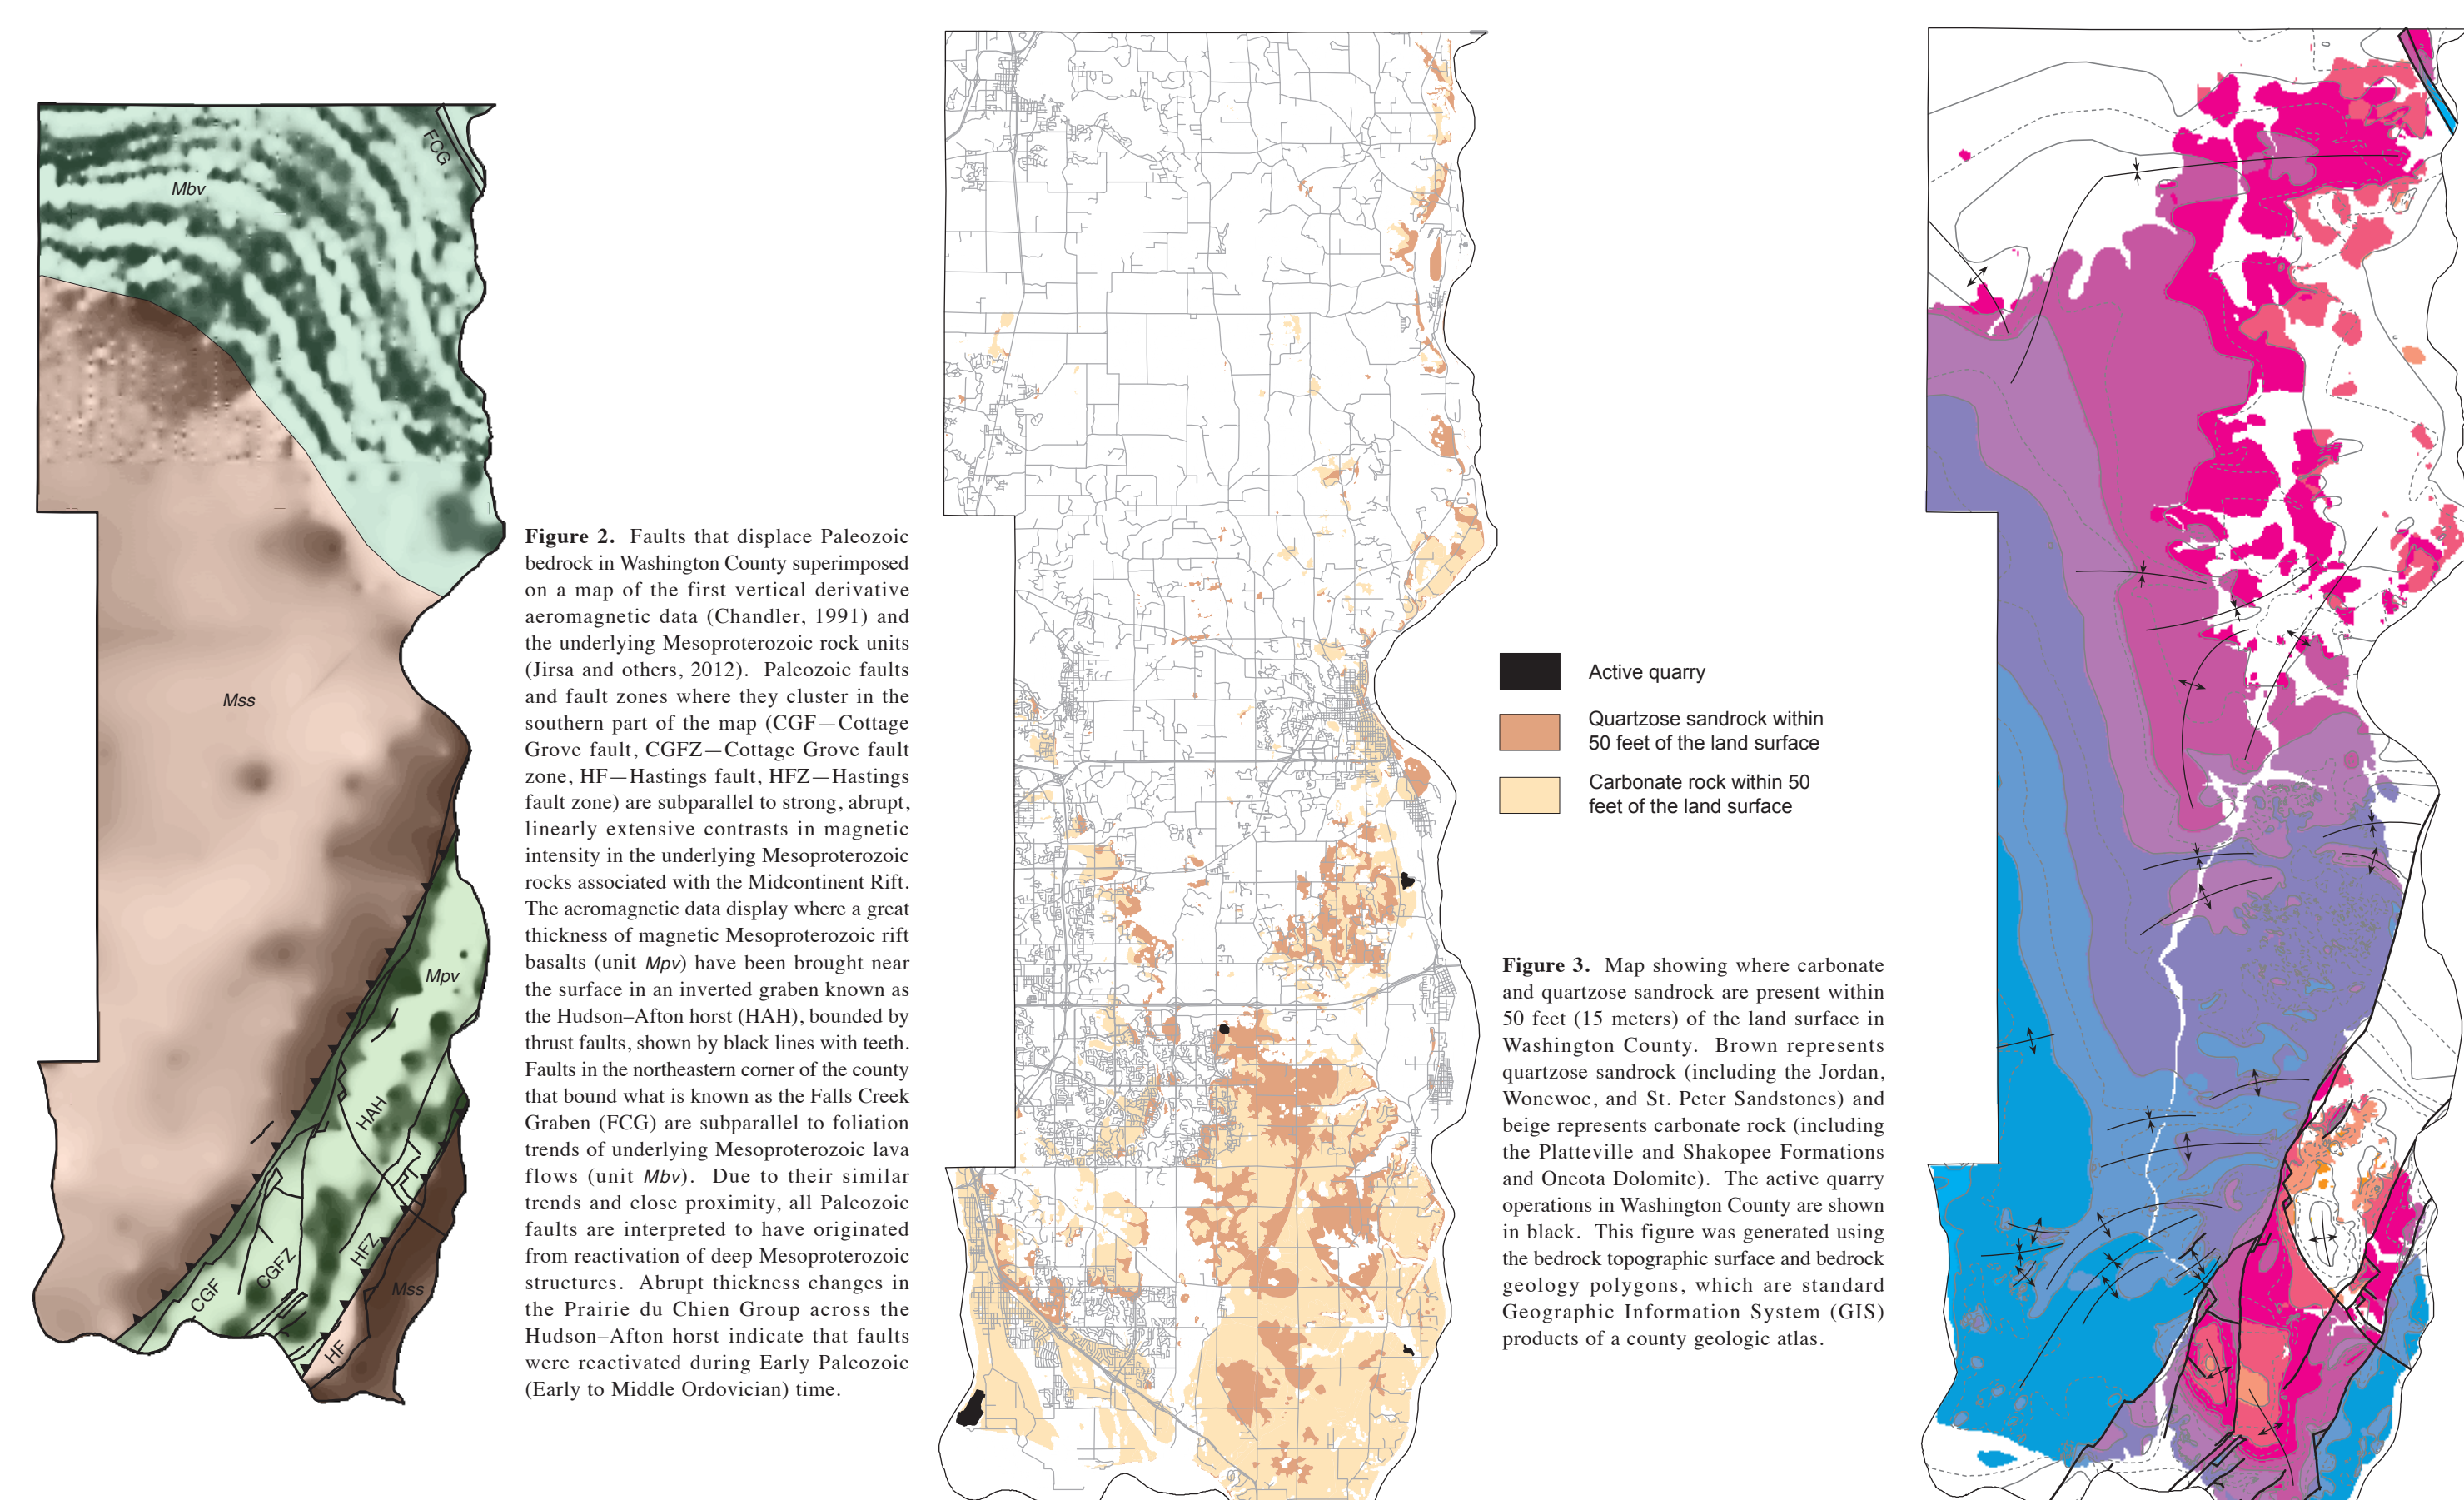 FCG
Mbv
Mss
Mpv
HAH
CGF
CGFZ
HFZ
HF
Mss
Figure 2. Faults that displace Paleozoic
bedrock in Washington County superimposed
on a map of the first vertical derivative
aeromagnetic data (Chandler, 1991) and
the underlying Mesoproterozoic rock units
(Jirsa and others, 2012). Paleozoic faults
and fault zones where they cluster in the
southern part of the map (CGF—Cottage
Grove fault, CGFZ—Cottage Grove fault
zone, HF—Hastings fault, HFZ—Hastings
fault zone) are subparallel to strong, abrupt,
linearly extensive contrasts in magnetic
intensity in the underlying Mesoproterozoic
rocks associated with the Midcontinent Rift.
The aeromagnetic data display where a great
thickness of magnetic Mesoproterozoic rift
basalts (unit Mpv) have been brought near
the surface in an inverted graben known as
the Hudson–Afton horst (HAH), bounded by
thrust faults, shown by black lines with teeth.
Faults in the northeastern corner of the county
that bound what is known as the Falls Creek
Graben (FCG) are subparallel to foliation
trends of underlying Mesoproterozoic lava
flows (unit Mbv). Due to their similar
trends and close proximity, all Paleozoic
faults are interpreted to have originated
from reactivation of deep Mesoproterozoic
structures. Abrupt thickness changes in
the Prairie du Chien Group across the
Hudson–Afton horst indicate that faults
were reactivated during Early Paleozoic
(Early to Middle Ordovician) time.
Active quarry
Quartzose sandrock within
50 feet of the land surface
Carbonate rock within 50
feet of the land surface
Figure 3. Map showing where carbonate
and quartzose sandrock are present within
50 feet (15 meters) of the land surface in
Washington County. Brown represents
quartzose sandrock (including the Jordan,
Wonewoc, and St. Peter Sandstones) and
beige represents carbonate rock (including
the Platteville and Shakopee Formations
and Oneota Dolomite). The active quarry
operations in Washington County are shown
in black. This figure was generated using
the bedrock topographic surface and bedrock
geology polygons, which are standard
Geographic Information System (GIS)
products of a county geologic atlas.